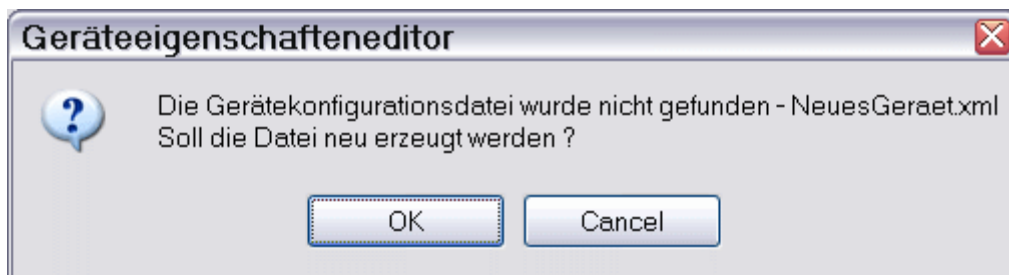 Geräteeigenschafteneditor
Die Gerätekonfigurationsdatei wurde nicht gefunden - NeuesGeraet.xml
Soll die Datei neu erzeugt werden ?
OK
Cancel